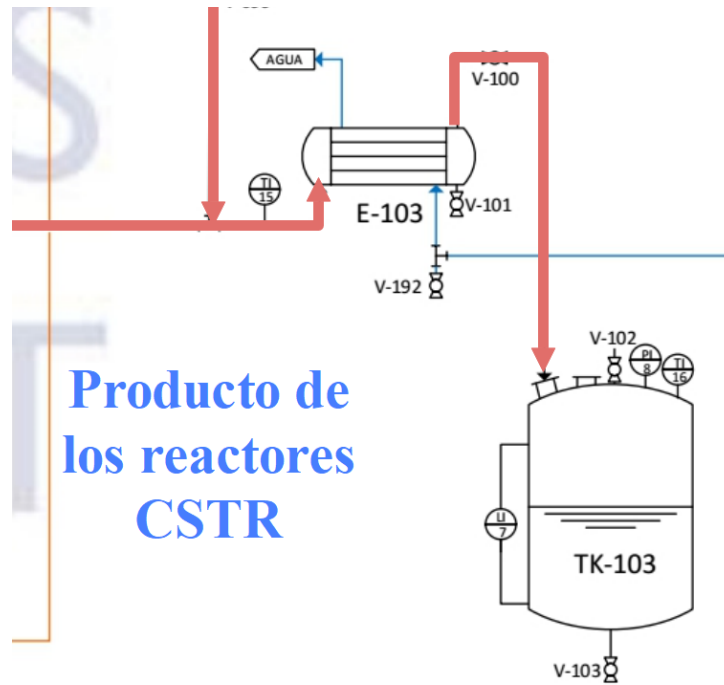 AGUA
V-100
TI
15
E-103
V-101
V-192
V-102
PI
8
TI
16
Producto de
los reactores
CSTR
LI
7
TK-103
V-103